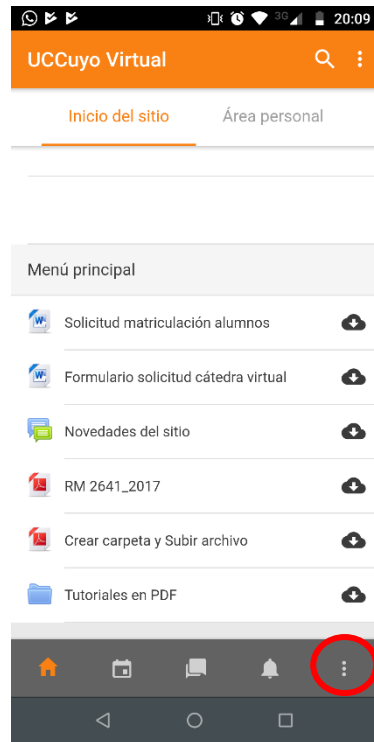 3G 20:09
UCCuyo Virtual
Inicio del sitio Área personal
Menú principal
Solicitud matriculación alumnos
Formulario solicitud cátedra virtual
Novedades del sitio
RM 2641_2017
Crear carpeta y Subir archivo
Tutoriales en PDF